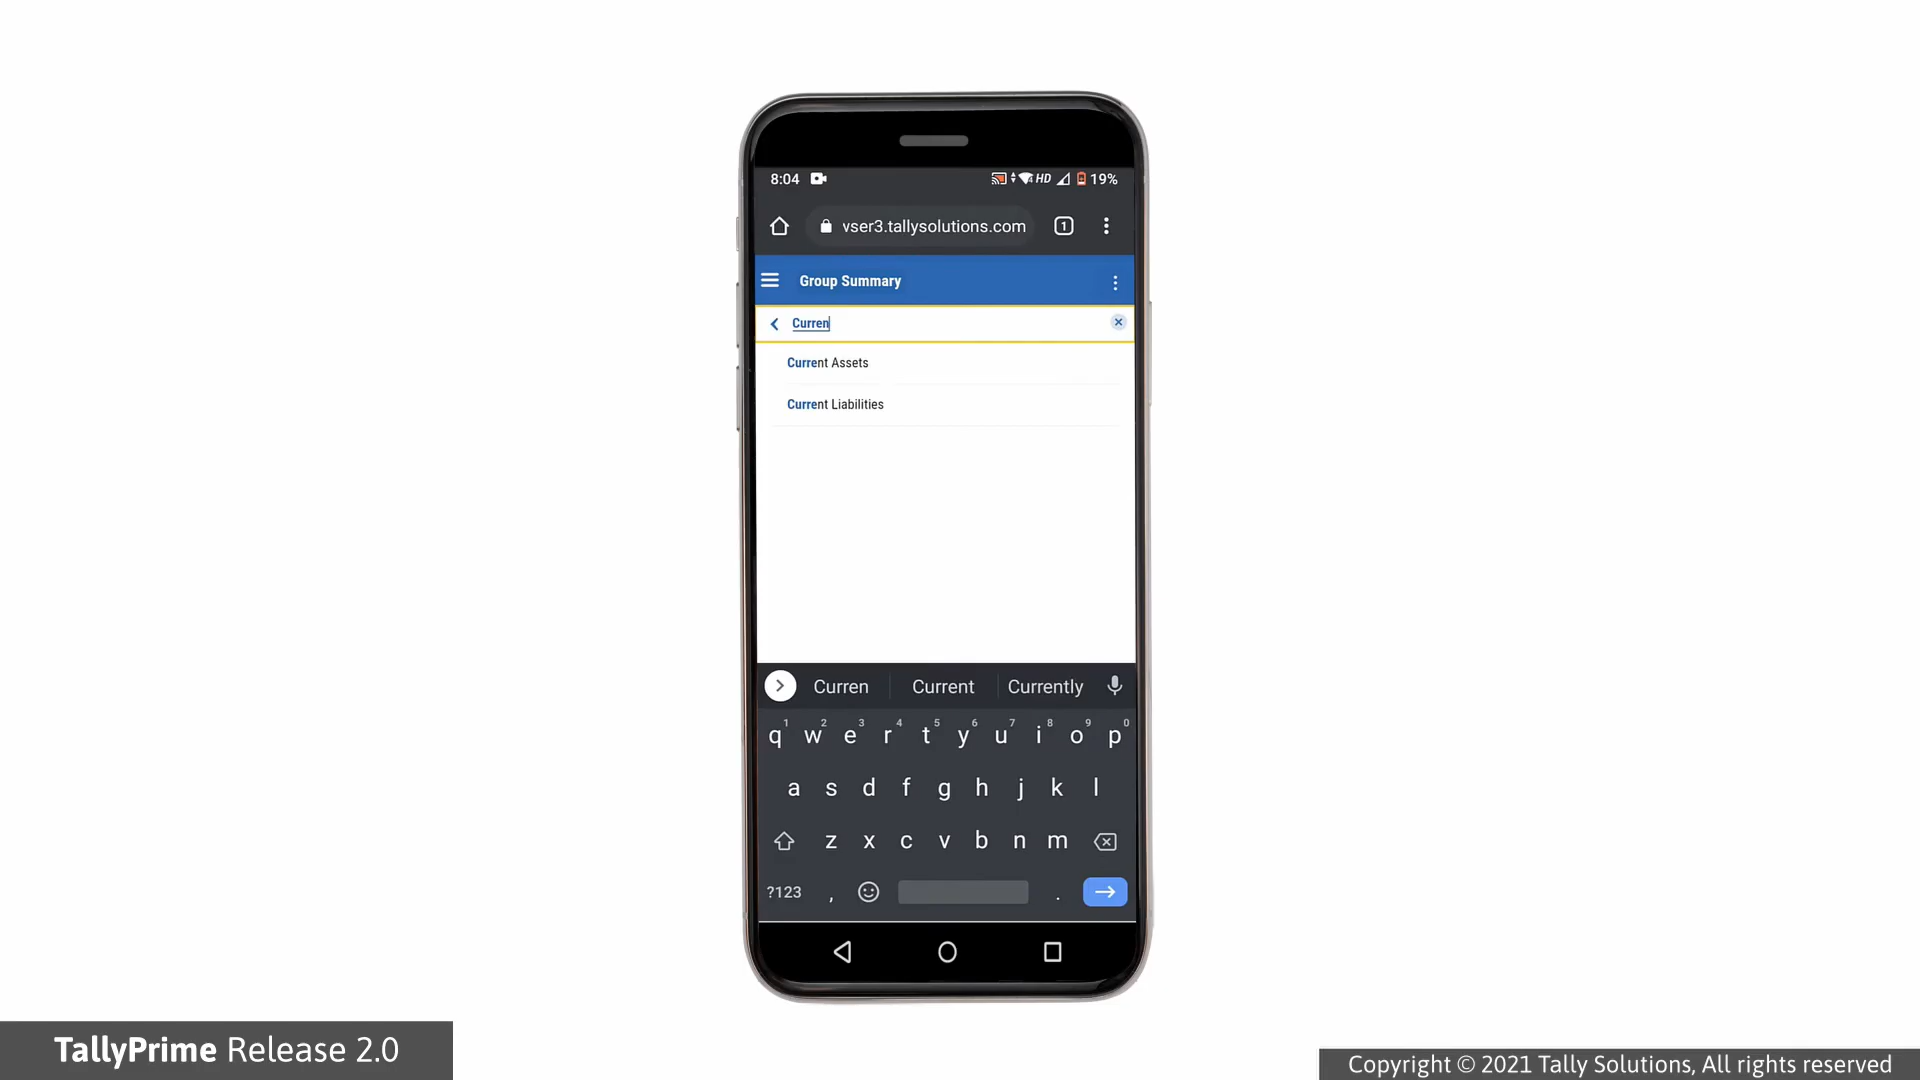 8:04 HD 19%
vser3.tallysolutions.com 1
Group Summary
Curren
Current Assets
Current Liabilities
Curren Current Currently
1 2 3 4 5 6 7 8 9 0
q w e r t y u i o p
a s d f g h j k l
z x c v b n m
?123 , .
TallyPrime Release 2.0
Copyright © 2021 Tally Solutions, All rights reserved